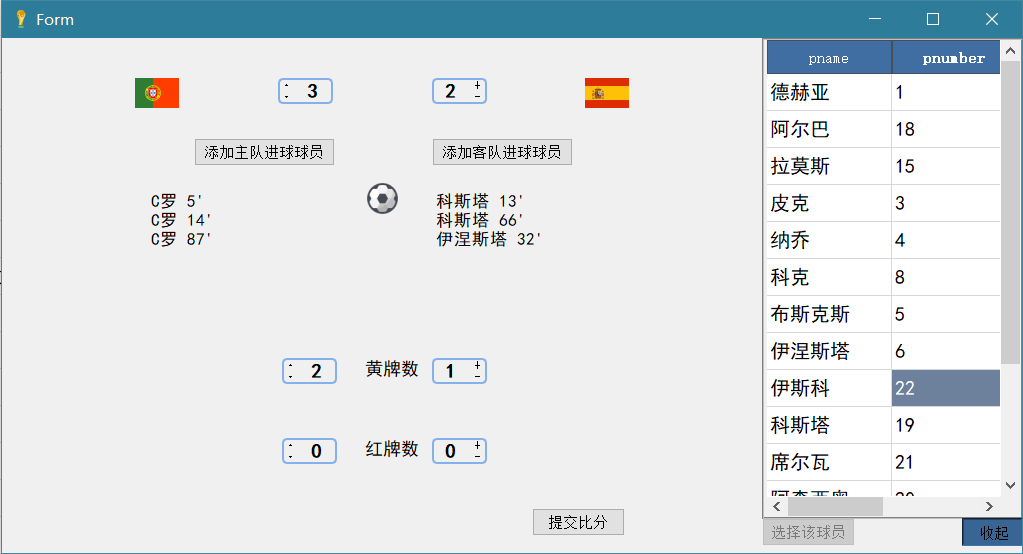 Form
3 2
添加主队进球球员 添加客队进球球员
C罗 5' 科斯塔 13'
C罗 14' 科斯塔 66'
C罗 87' 伊涅斯塔 32'
2 黄牌数 1
0 红牌数 0
提交比分
pname pnumber
德赫亚 1
阿尔巴 18
拉莫斯 15
皮克 3
纳乔 4
科克 8
布斯克斯 5
伊涅斯塔 6
伊斯科 22
科斯塔 19
席尔瓦 21
选择该球员 收起